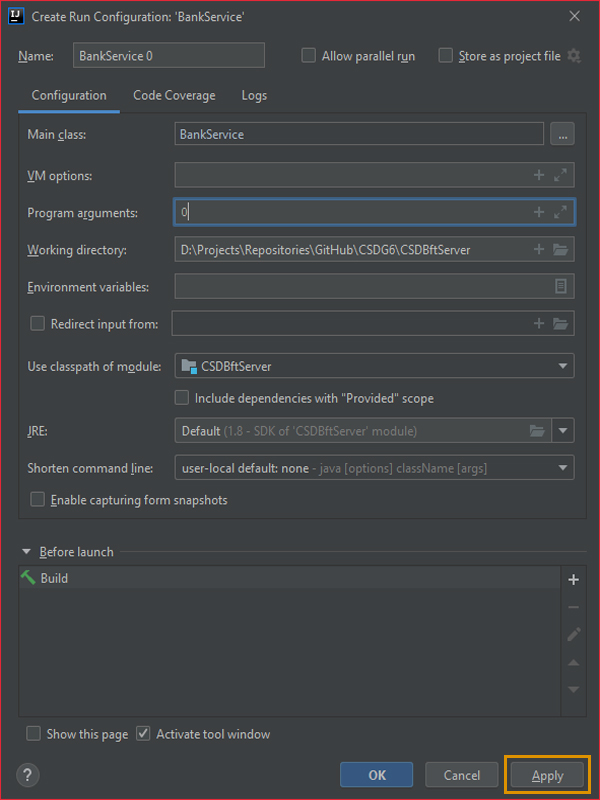 Create Run Configuration: 'BankService'
Name: BankService 0 Allow parallel run Store as project file
Configuration Code Coverage Logs
Main class: BankService ...
VM options:
Program arguments: 0
Working directory: D:\Projects\Repositories\GitHub\CSDG6\CSDBftServer
Environment variables:
Redirect input from:
Use classpath of module: CSDBftServer
Include dependencies with "Provided" scope
JRE: Default (1.8 - SDK of 'CSDBftServer' module)
Shorten command line: user-local default: none - java [options] className [args]
Enable capturing form snapshots
Before launch
Build
Show this page Activate tool window
? OK Cancel Apply